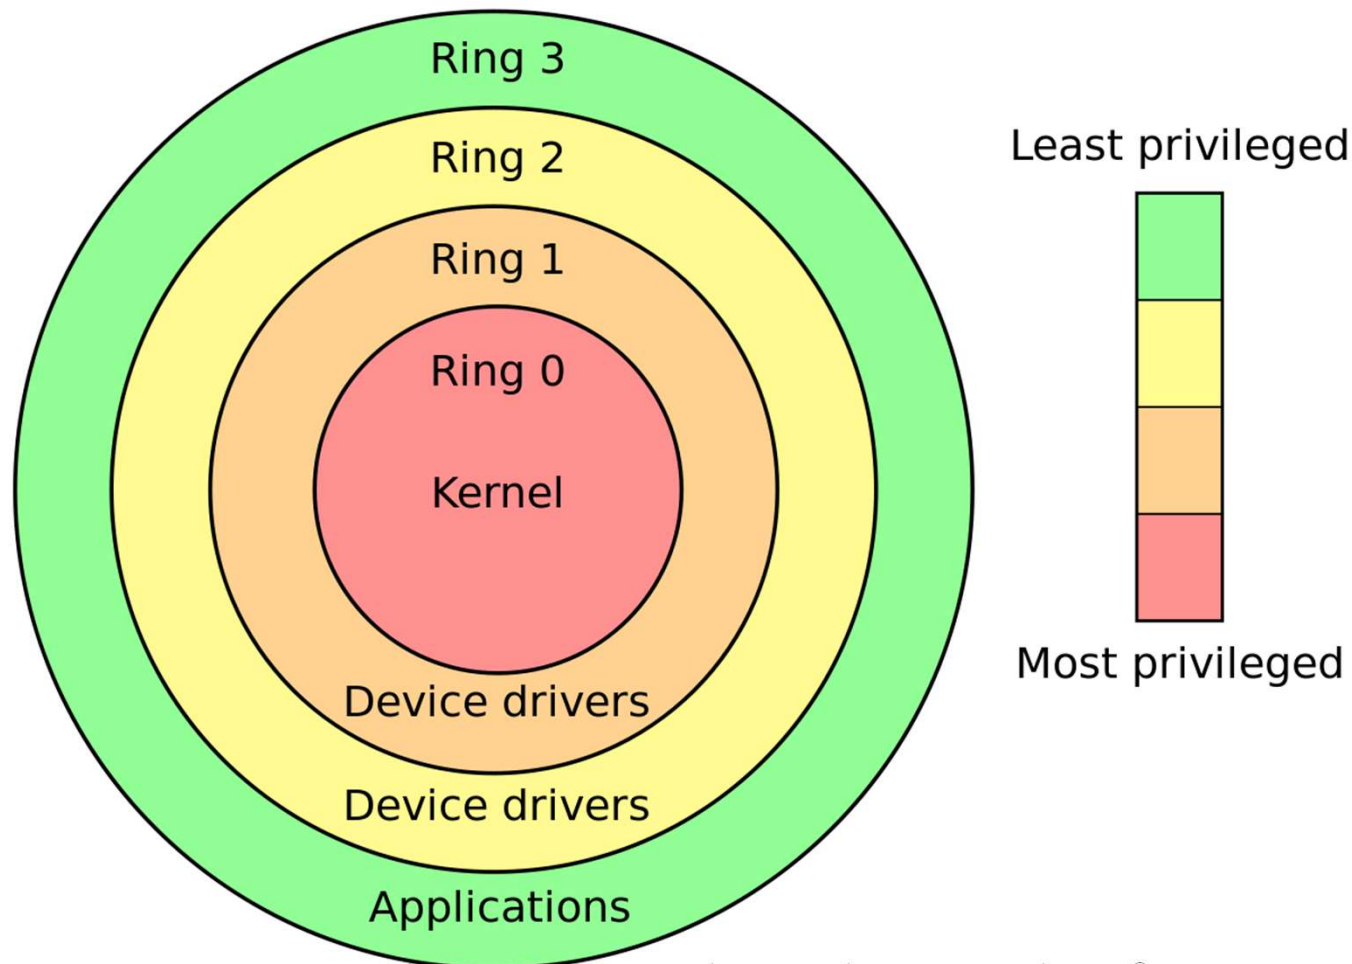 Ring 3
Ring 2
Ring 1
Ring 0
Kernel
Device drivers
Device drivers
Applications
Least privileged
Most privileged